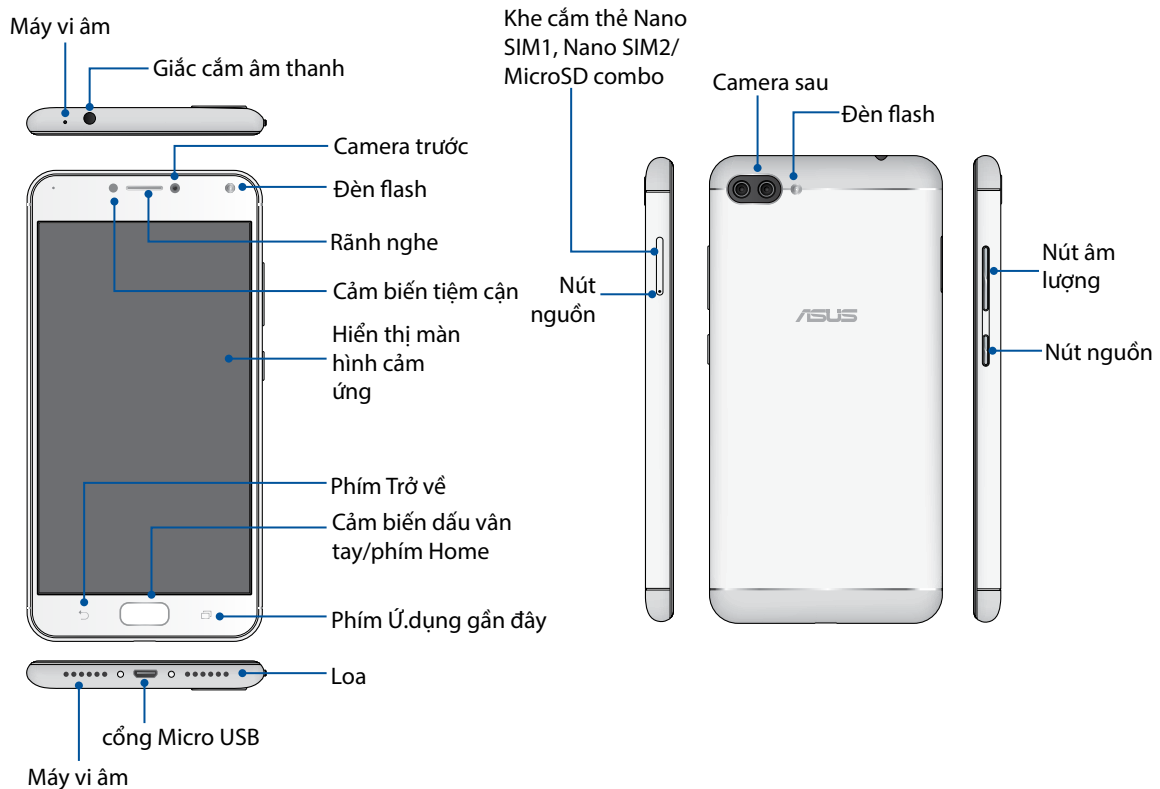 Máy vi âm
Giắc cắm âm thanh
Camera trước
Đèn flash
Rãnh nghe
Cảm biến tiệm cận
Hiển thị màn
hình cảm
ứng
Phím Trở về
Cảm biến dấu vân
tay/phím Home
Phím Ứ.dụng gần đây
Loa
cổng Micro USB
Máy vi âm
Khe cắm thẻ Nano
SIM1, Nano SIM2/
MicroSD combo
Nút
nguồn
Camera sau
Đèn flash
ASUS
Nút âm
lượng
Nút nguồn